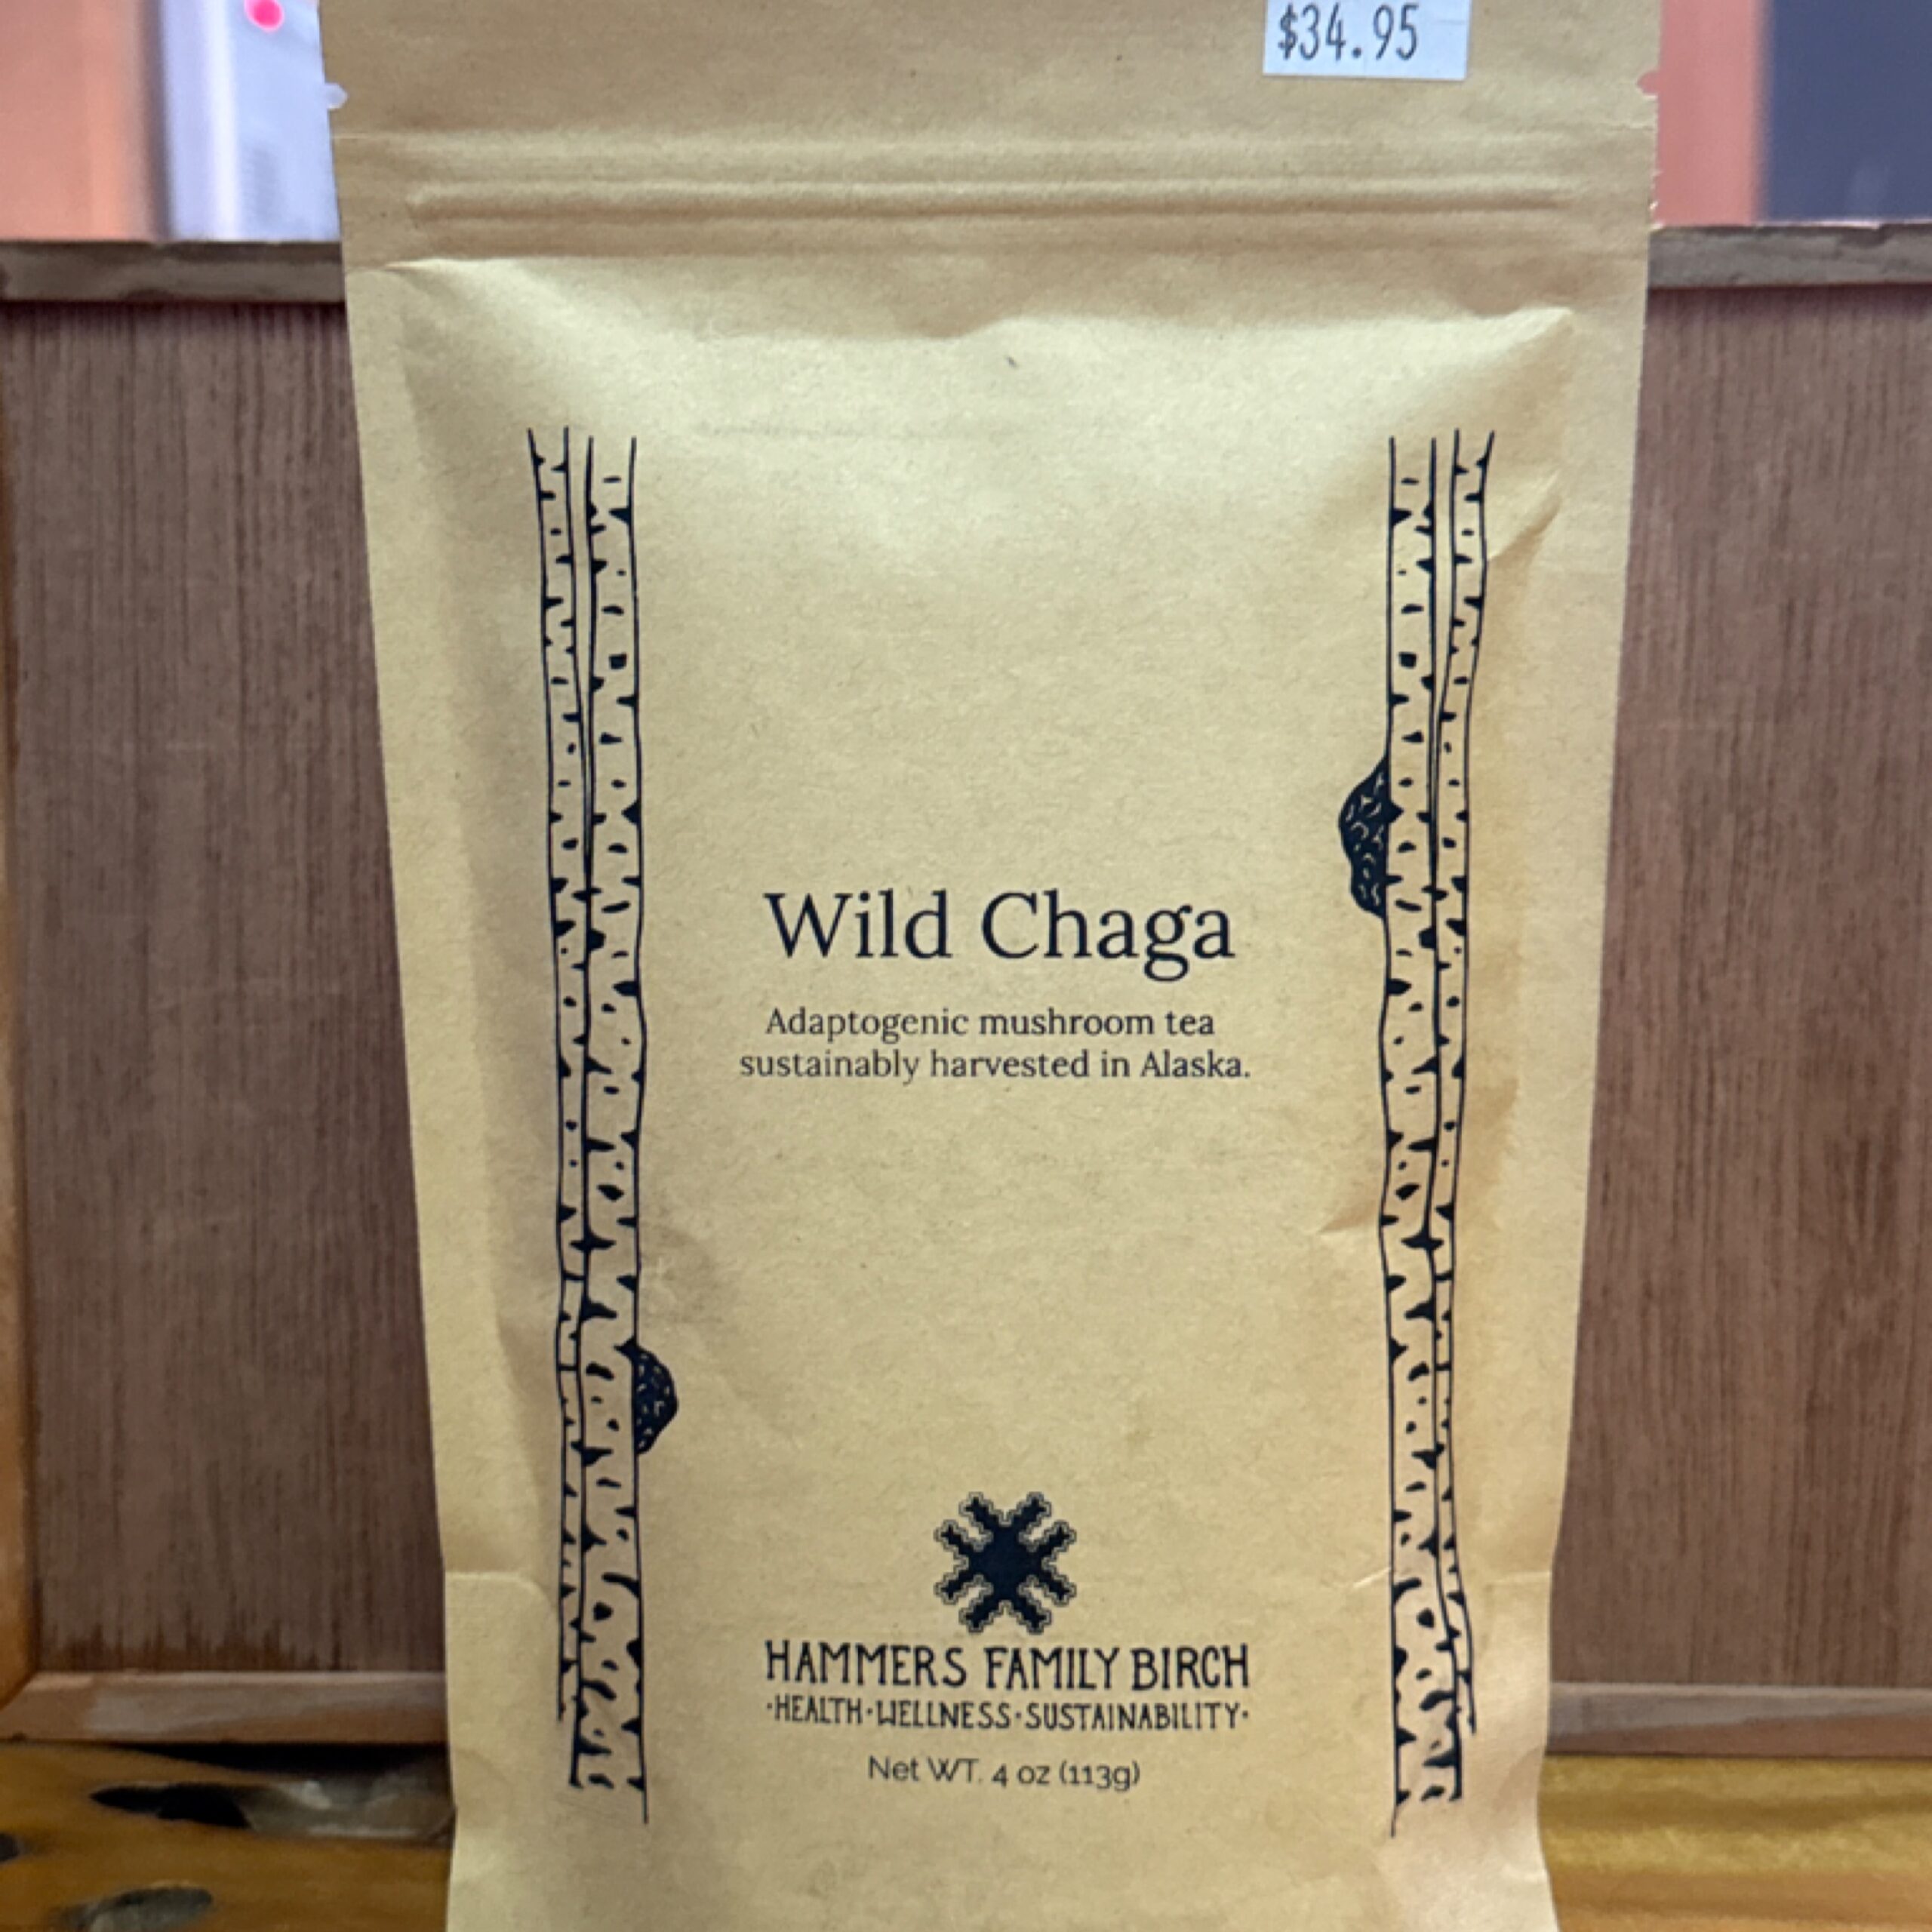 $34.95
Wild Chaga
Adaptogenic mushroom tea
sustainably harvested in Alaska.
HAMMERS FAMILY BIRCH
·HEALTH·WELLNESS·SUSTAINABILITY·
Net WT. 4 oz (113g)